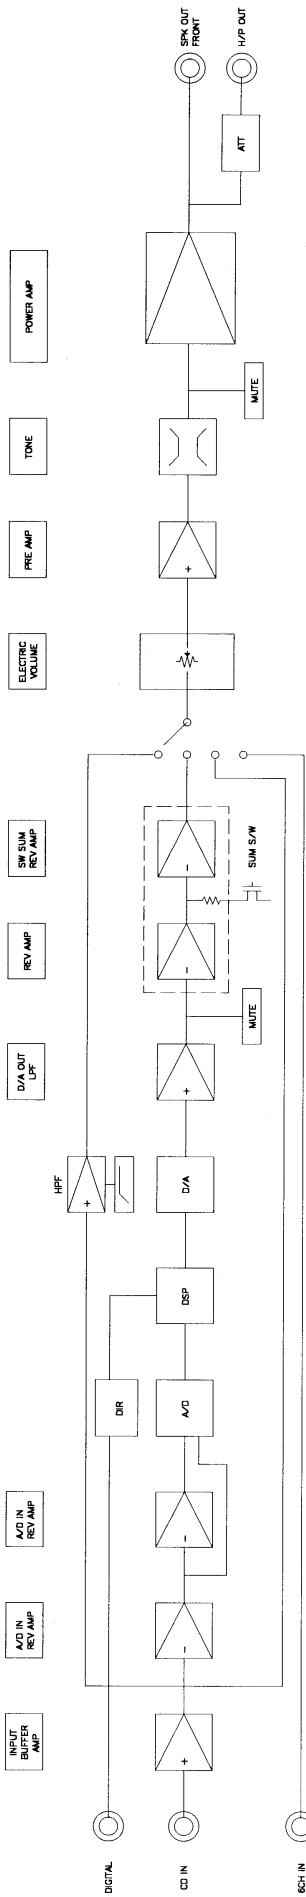 INPUT
BUFFER
AMP
A/D IN
REV AMP
A/D IN
REV AMP
D/A OUT
LPF
REV AMP
SW SUM
REV AMP
ELECTRIC
VOLUME
PRE AMP
TONE
POWER AMP
DIGITAL
DIR
HPF
+
CD IN
+
−
−
A/D
DSP
D/A
+
−
−
+
MUTE
SUM S/W
MUTE
ATT
SPK OUT
FRONT
H/P OUT
6CH IN